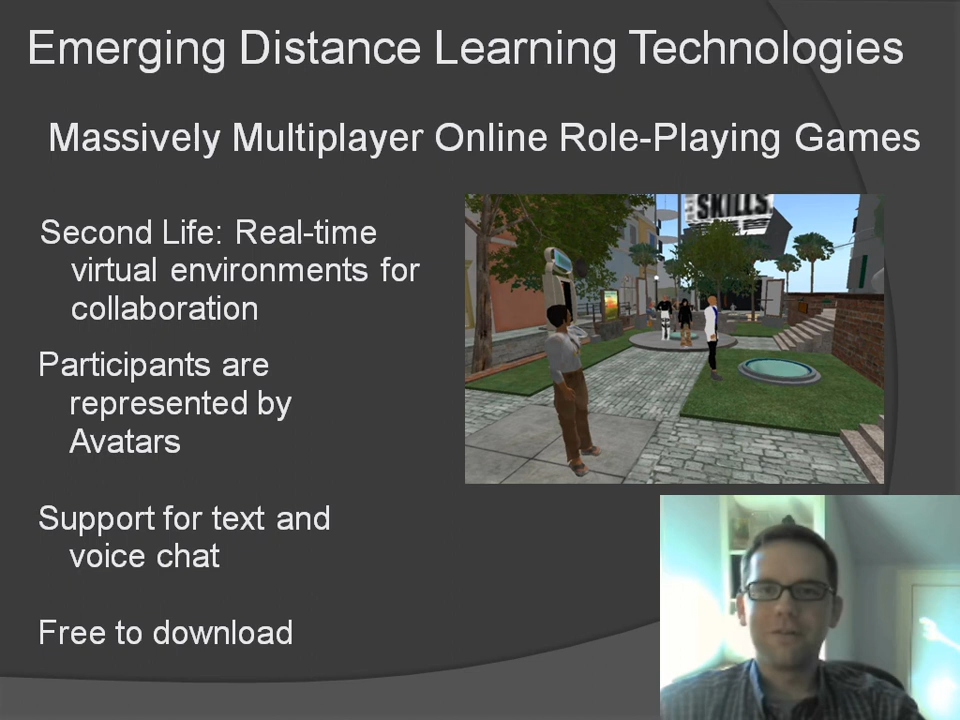 Emerging Distance Learning Technologies
Massively Multiplayer Online Role-Playing Games
Second Life: Real-time
virtual environments for
collaboration
SKILLS
Participants are
represented by
Avatars
Support for text and
voice chat
Free to download